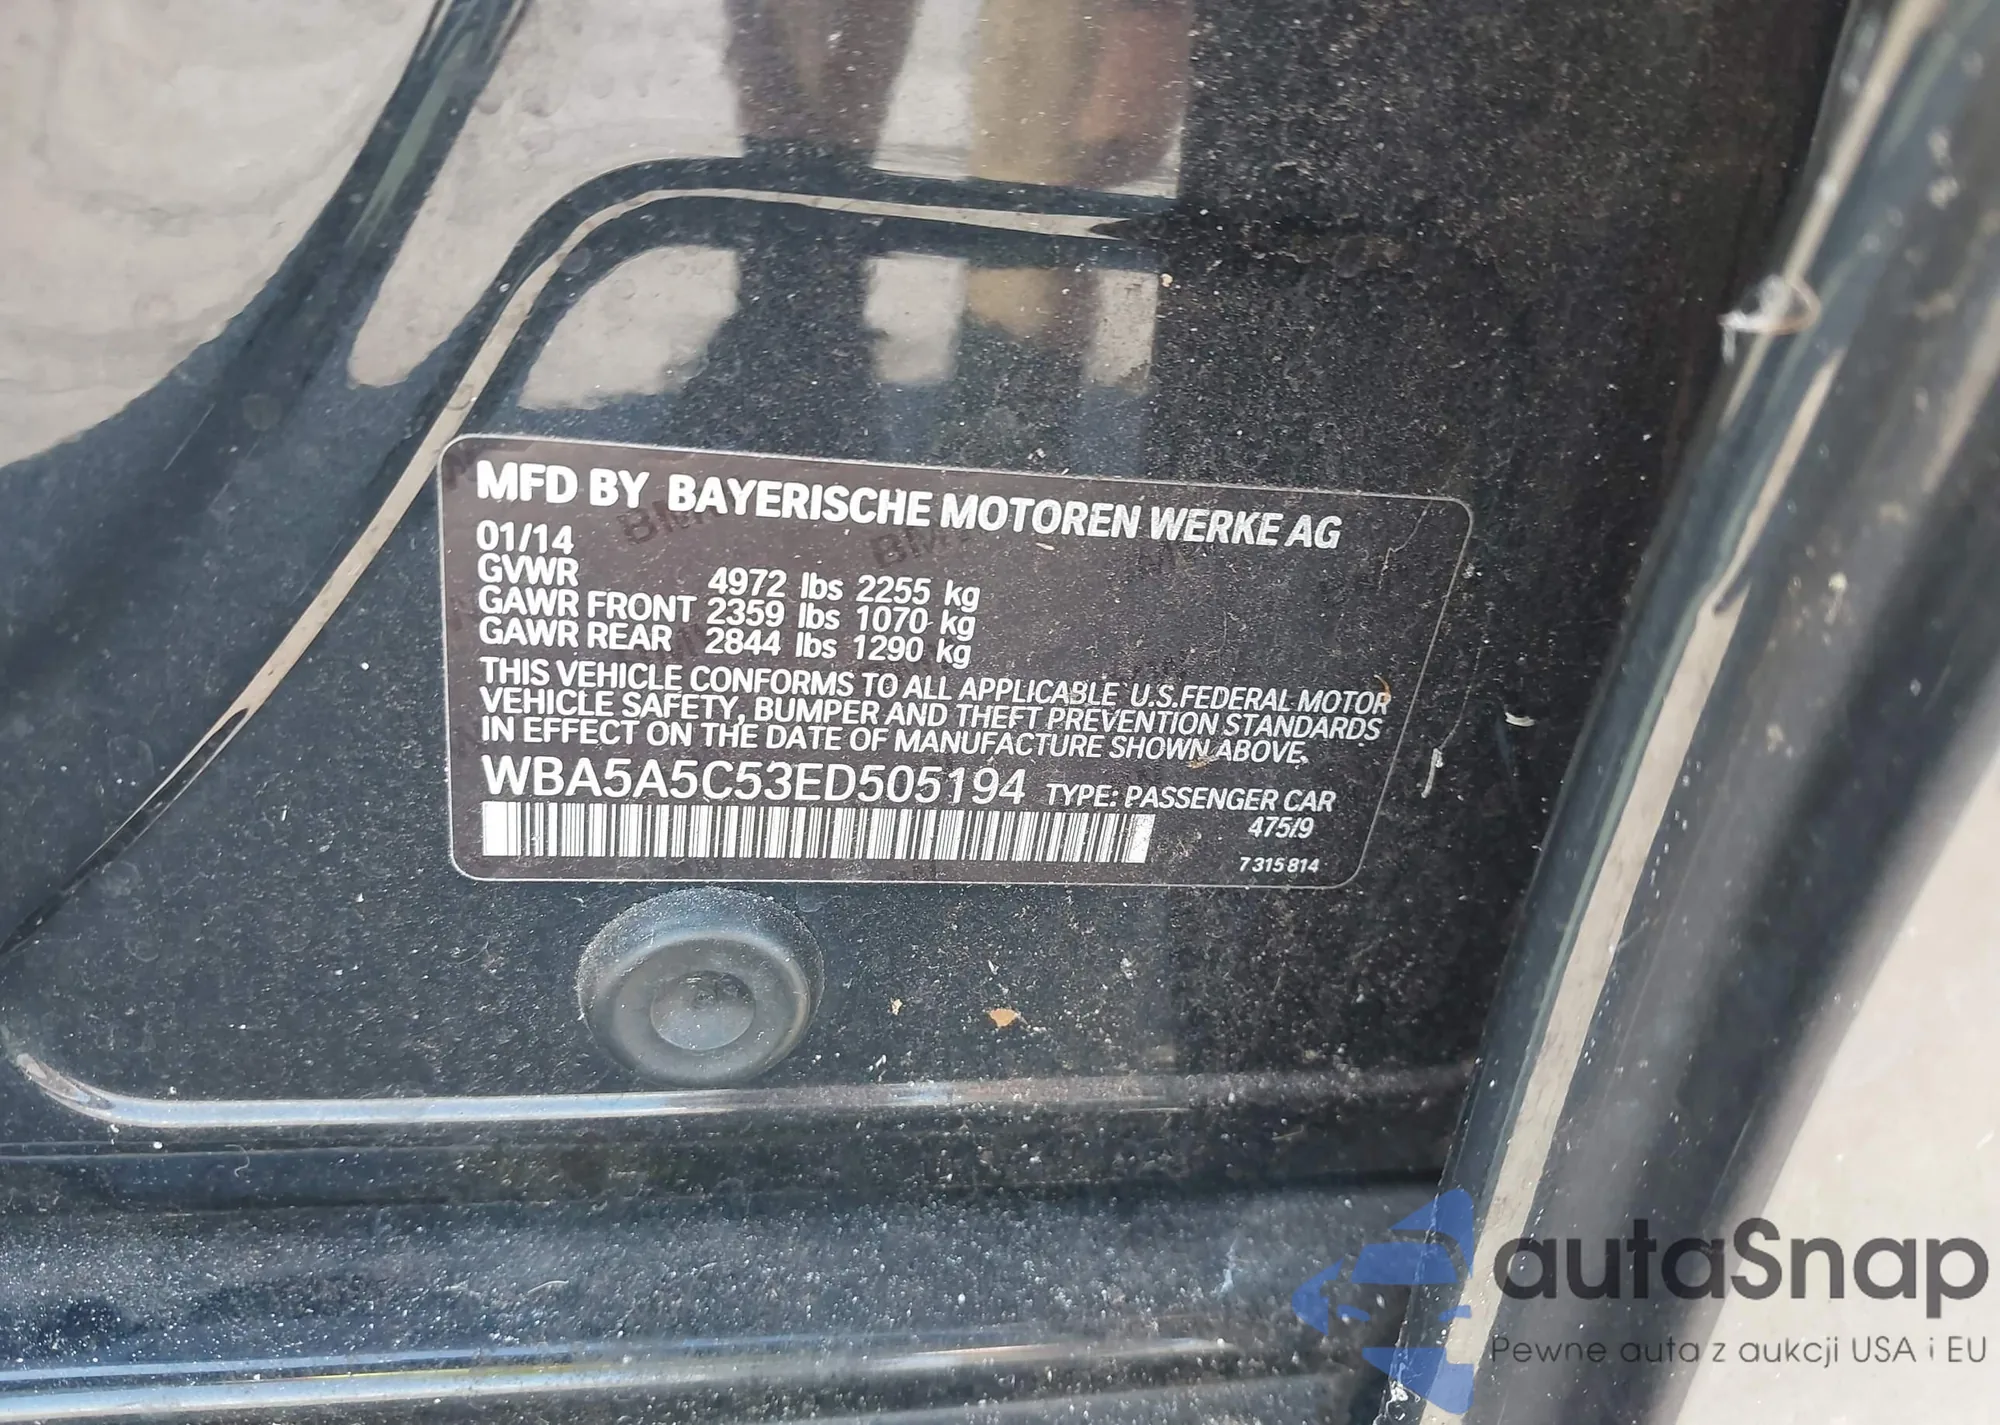 MFD BY BAYERISCHE MOTOREN WERKE AG
01/14
GVWR 4972 lbs 2255 kg
GAWR FRONT 2359 lbs 1070 kg
GAWR REAR 2844 lbs 1290 kg
THIS VEHICLE CONFORMS TO ALL APPLICABLE U.S.FEDERAL MOTOR
VEHICLE SAFETY, BUMPER AND THEFT PREVENTION STANDARDS
IN EFFECT ON THE DATE OF MANUFACTURE SHOWN ABOVE.
WBA5A5C53ED505194 TYPE: PASSENGER CAR
475/9
7 315 814
autaSnap
Pewne auta z aukcji USA i EU